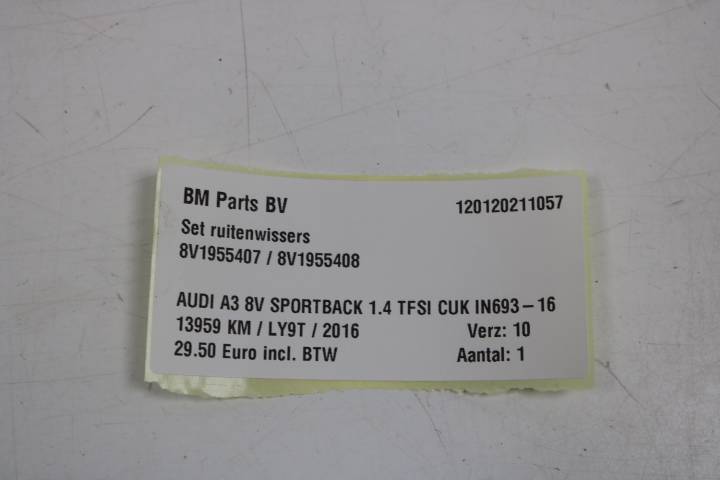 BM Parts BV 120120211057
Set ruitenwissers
8V1955407 / 8V1955408
AUDI A3 8V SPORTBACK 1.4 TFSI CUK IN693-16
13959 KM / LY9T / 2016 Verz: 10
29.50 Euro incl. BTW Aantal: 1